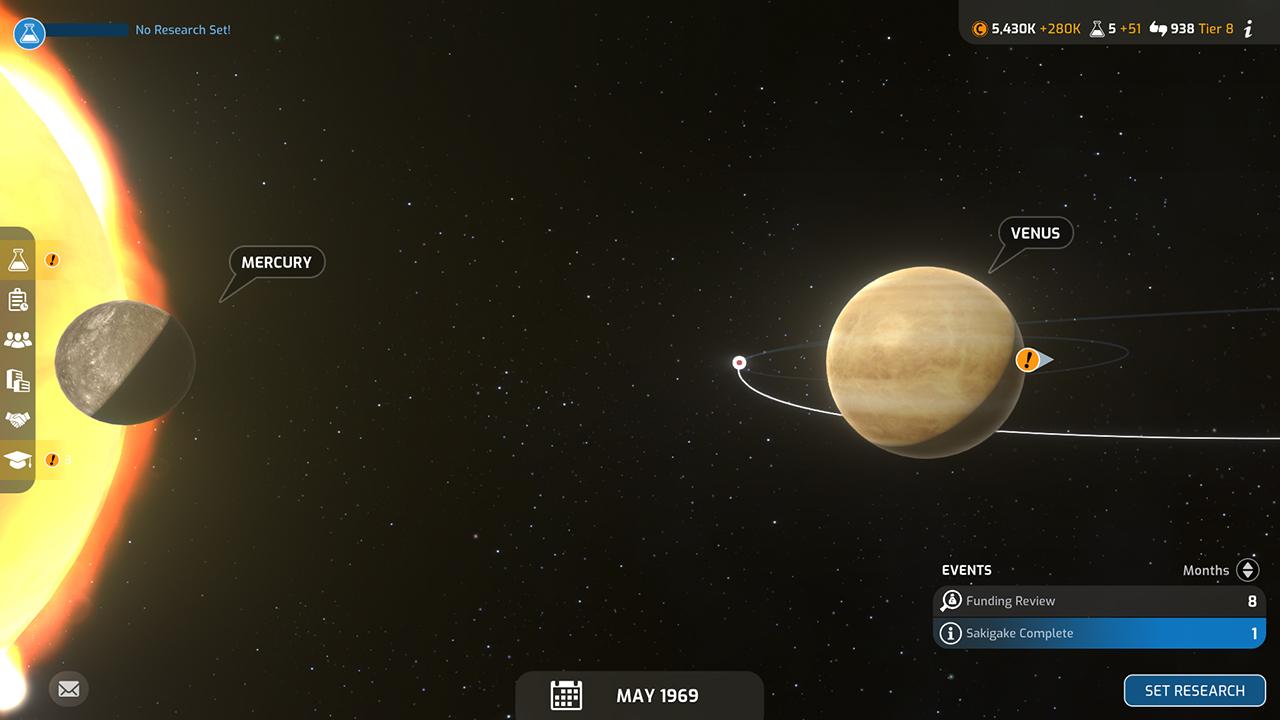 No Research Set!
5,430K +280K 5 +51 938 Tier 8
MERCURY
VENUS
EVENTS Months
Funding Review 8
Sakigake Complete 1
MAY 1969
SET RESEARCH